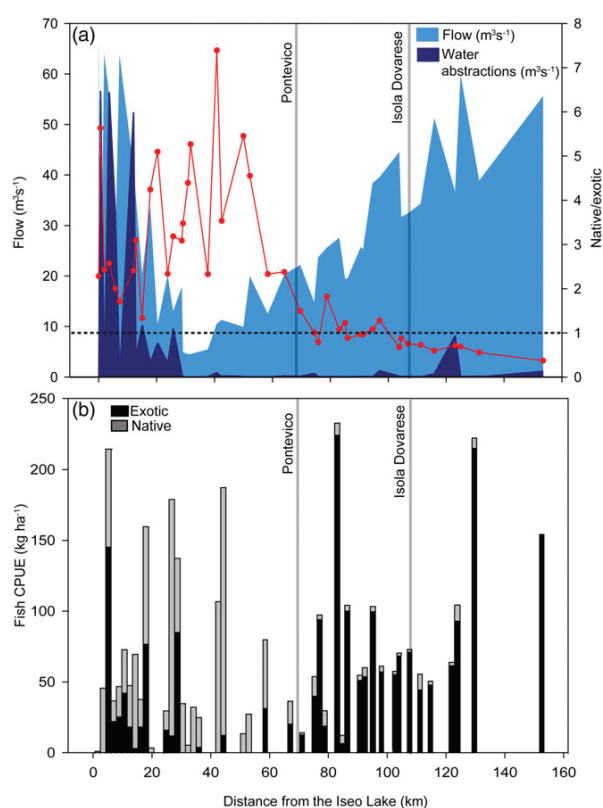 (a)
Flow (m³s⁻¹)
Water
abstractions (m³s⁻¹)
Pontevico
Isola Dovarese
70
60
50
40
30
20
10
0
Flow (m³s⁻¹)
8
7
6
5
4
3
2
1
0
Native/exotic
(b)
Exotic
Native
Pontevico
Isola Dovarese
250
200
150
100
50
0
Fish CPUE (kg ha⁻¹)
0 20 40 60 80 100 120 140 160
Distance from the Iseo Lake (km)